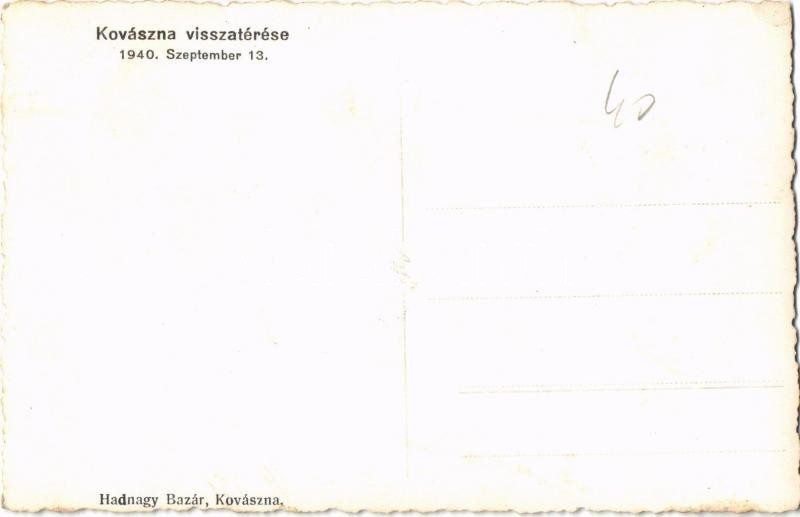 Kovászna visszatérése
1940. Szeptember 13.
40
Hadnagy Bazár, Kovászna.